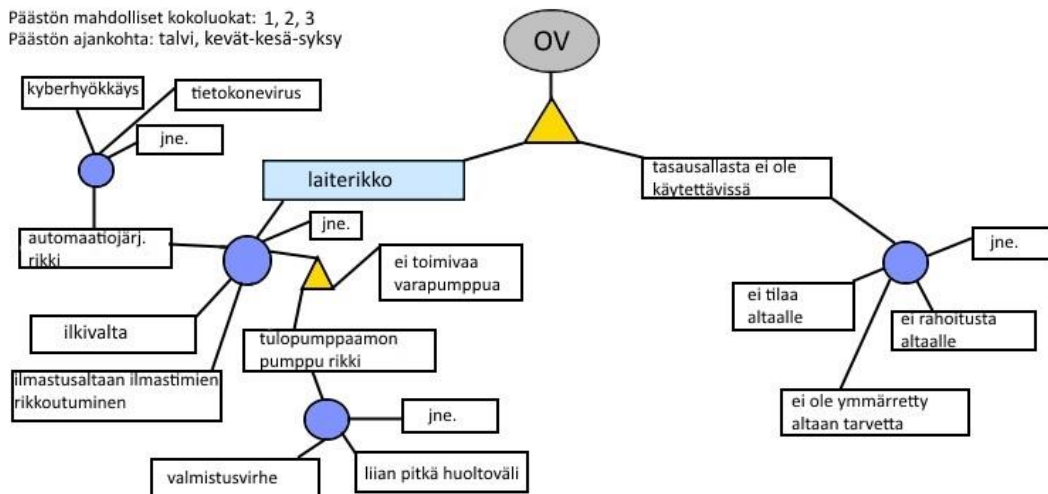 Päästön mahdolliset kokoluokat: 1, 2, 3
Päästön ajankohta: talvi, kevät-kesä-syksy
OV
kyberhyökkäys
tietokonevirus
jne.
laiterikko
tasausallasta ei ole
käytettävissä
automaatiojärj.
rikki
jne.
ei toimivaa
varapumppua
jne.
ei tilaa
altaalle
ei rahoitusta
altaalle
ilkivalta
tulopumppaamon
pumppu rikki
ilmastusaltaan ilmastimien
rikkoutuminen
ei ole ymmärretty
altaan tarvetta
jne.
valmistusvirhe
liian pitkä huoltoväli